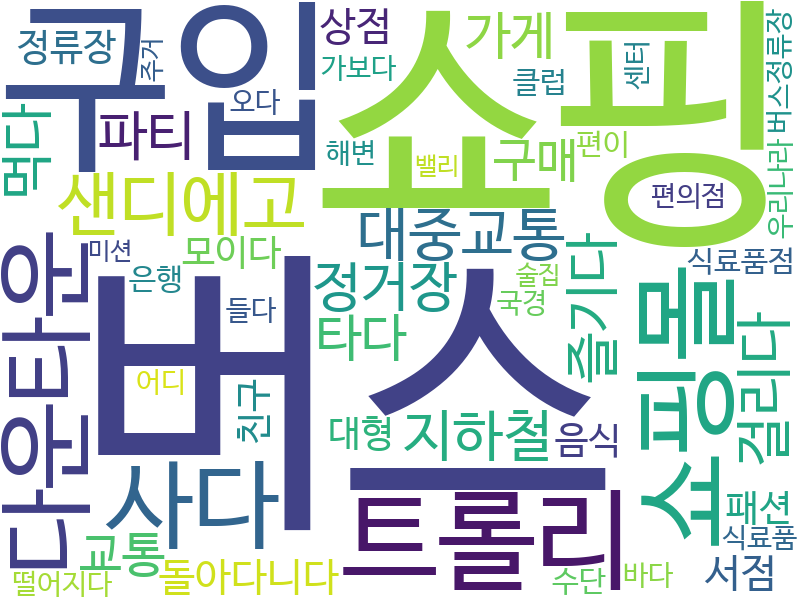 구입
쇼핑
버스
정류장
주거
상점
가게
가보다
클럽
센터
버스정류장
오다
파티
먹다
해변
밸리
구매
편이
편의점
우리나라
샌디에고
대중교통
식료품점
다운타운
미션
모이다
은행
들다
정거장
술집
국경
타다
즐기다
쇼핑몰
걸리다
어디
친구
대형
지하철
음식
사다
트롤리
패션
식료품
교통
돌아다니다
떨어지다
수단
바다
서점